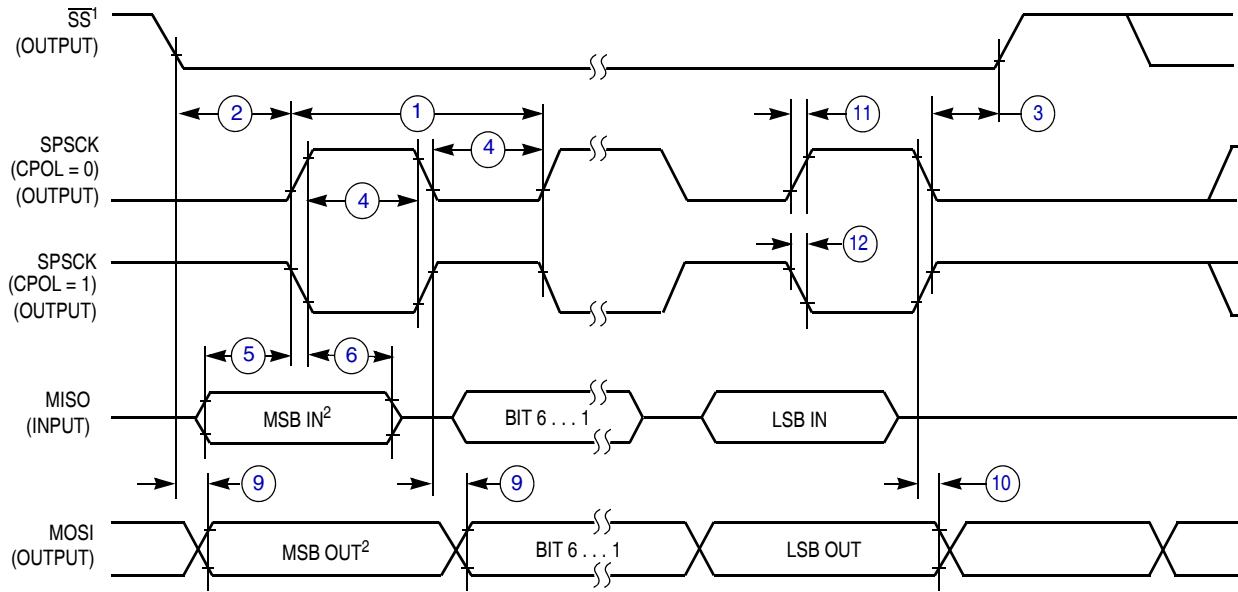 SS¹
(OUTPUT)
2
1
11
3
SPSCK
(CPOL = 0)
(OUTPUT)
4
4
12
SPSCK
(CPOL = 1)
(OUTPUT)
5
6
MISO
(INPUT)
MSB IN²
BIT 6 . . . 1
LSB IN
9
9
10
MOSI
(OUTPUT)
MSB OUT²
BIT 6 . . . 1
LSB OUT